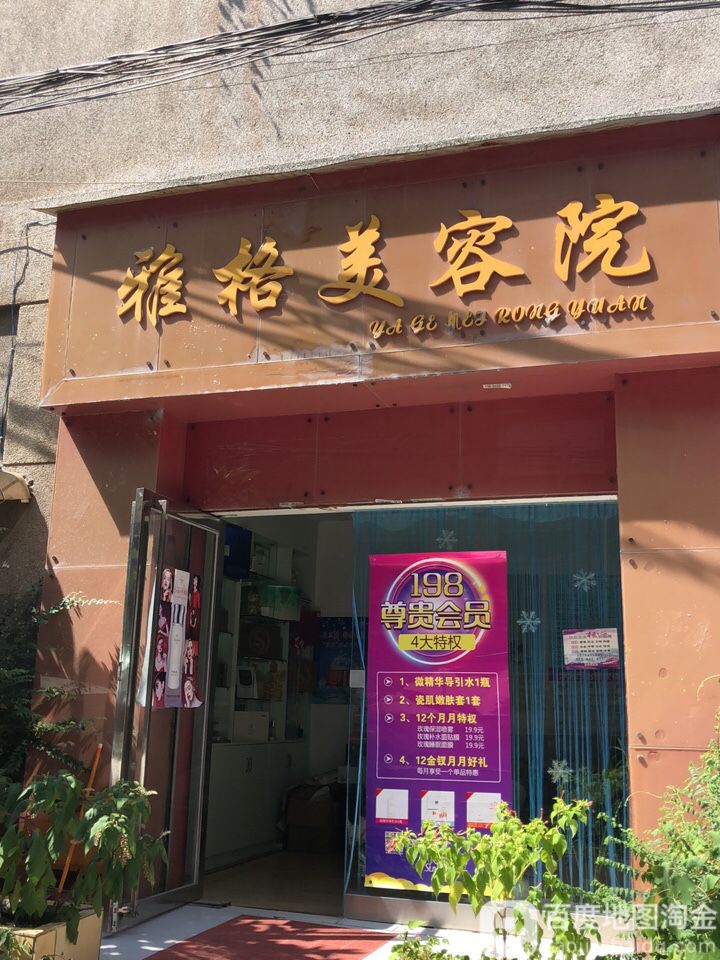 雅格美容院
YA GE MEI RONG YUAN
198
尊贵会员
4大特权
1、微精华导引水1瓶
2、瓷肌嫩肤套1套
3、12个月月特权
玫瑰保湿喷雾 19.9元
玫瑰补水面贴膜 19.9元
玫瑰睡眠面膜 19.9元
4、12金钗月月好礼
每月享受一个单品特惠
百度地图淘金